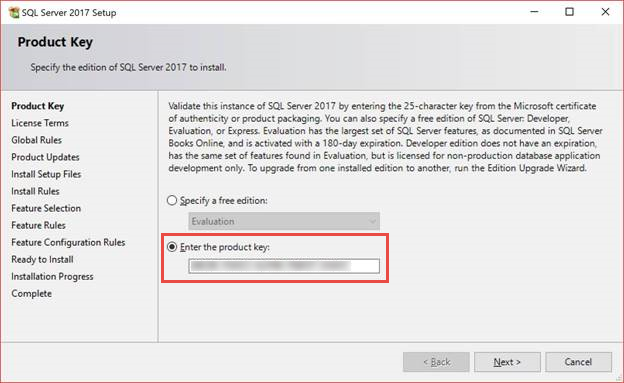 SQL Server 2017 Setup
Product Key
Specify the edition of SQL Server 2017 to install.
Product Key
License Terms
Global Rules
Product Updates
Install Setup Files
Install Rules
Feature Selection
Feature Rules
Feature Configuration Rules
Ready to Install
Installation Progress
Complete
Validate this instance of SQL Server 2017 by entering the 25-character key from the Microsoft certificate
of authenticity or product packaging. You can also specify a free edition of SQL Server: Developer,
Evaluation, or Express. Evaluation has the largest set of SQL Server features, as documented in SQL Server
Books Online, and is activated with a 180-day expiration. Developer edition does not have an expiration,
has the same set of features found in Evaluation, but is licensed for non-production database application
development only. To upgrade from one installed edition to another, run the Edition Upgrade Wizard.
Specify a free edition:
Evaluation
Enter the product key:
< Back
Next >
Cancel